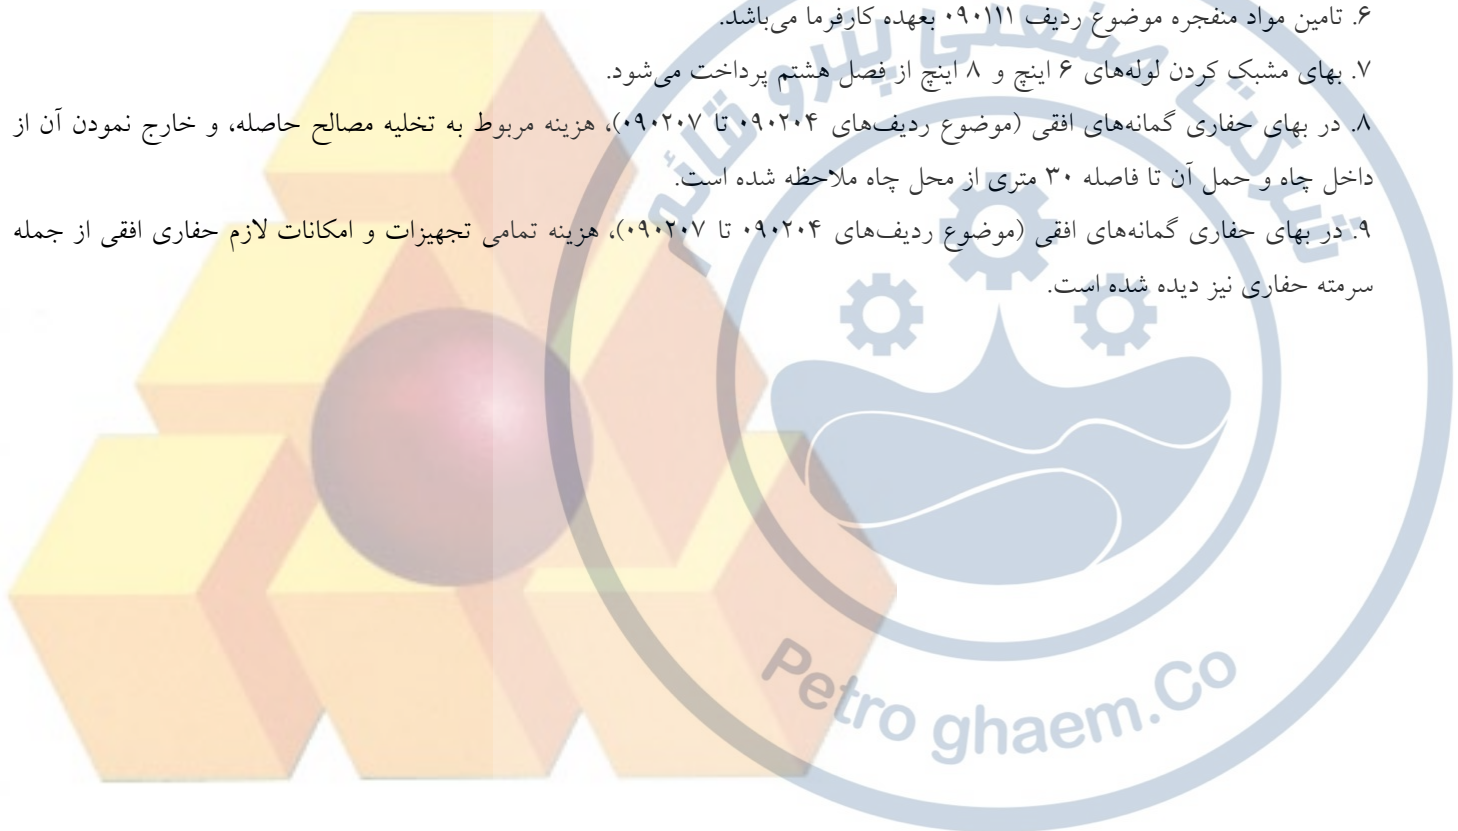 ۶. تامین مواد منفجره موضوع ردیف ۰۹۰۱۱۱ بعهده کارفرما می‌باشد.
۷. بهای مشبک کردن لوله‌های ۶ اینچ و ۸ اینچ از فصل هشتم پرداخت می‌شود.
۸. در بهای حفاری گمانه‌های افقی (موضوع ردیف‌های ۰۹۰۲۰۴ تا ۰۹۰۲۰۷)، هزینه مربوط به تخلیه مصالح حاصله، و خارج نمودن آن از
داخل چاه و حمل آن تا فاصله ۳۰ متری از محل چاه ملاحظه شده است.
۹. در بهای حفاری گمانه‌های افقی (موضوع ردیف‌های ۰۹۰۲۰۴ تا ۰۹۰۲۰۷)، هزینه تمامی تجهیزات و امکانات لازم حفاری افقی از جمله
سرمته حفاری نیز دیده شده است.
شرکت صنعتی پترو قائم
Petro ghaem.Co